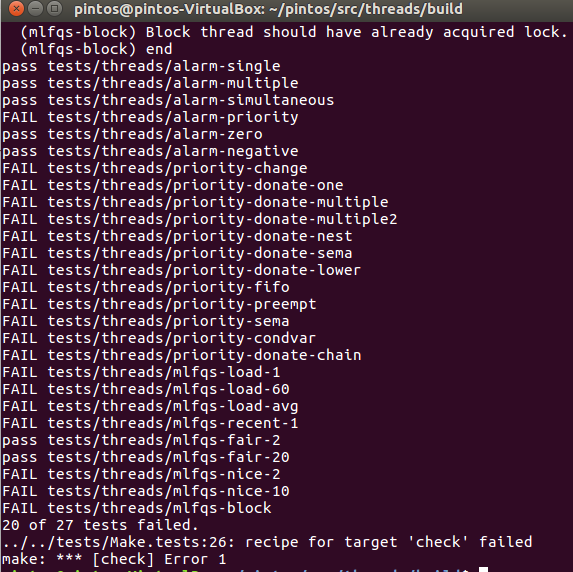 pintos@pintos-VirtualBox: ~/pintos/src/threads/build
(mlfqs-block) Block thread should have already acquired lock.
(mlfqs-block) end
pass tests/threads/alarm-single
pass tests/threads/alarm-multiple
pass tests/threads/alarm-simultaneous
FAIL tests/threads/alarm-priority
pass tests/threads/alarm-zero
pass tests/threads/alarm-negative
FAIL tests/threads/priority-change
FAIL tests/threads/priority-donate-one
FAIL tests/threads/priority-donate-multiple
FAIL tests/threads/priority-donate-multiple2
FAIL tests/threads/priority-donate-nest
FAIL tests/threads/priority-donate-sema
FAIL tests/threads/priority-donate-lower
FAIL tests/threads/priority-fifo
FAIL tests/threads/priority-preempt
FAIL tests/threads/priority-sema
FAIL tests/threads/priority-condvar
FAIL tests/threads/priority-donate-chain
FAIL tests/threads/mlfqs-load-1
FAIL tests/threads/mlfqs-load-60
FAIL tests/threads/mlfqs-load-avg
FAIL tests/threads/mlfqs-recent-1
pass tests/threads/mlfqs-fair-2
pass tests/threads/mlfqs-fair-20
FAIL tests/threads/mlfqs-nice-2
FAIL tests/threads/mlfqs-nice-10
FAIL tests/threads/mlfqs-block
20 of 27 tests failed.
../../tests/Make.tests:26: recipe for target 'check' failed
make: *** [check] Error 1